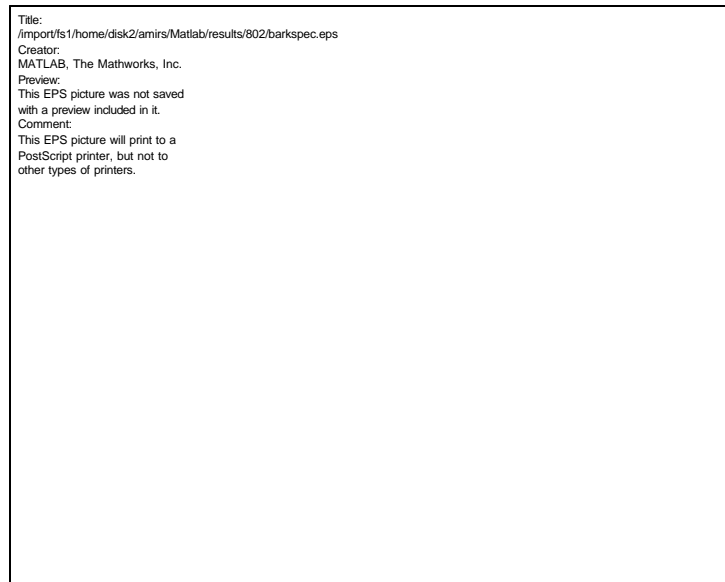 Title:
/import/fs1/home/disk2/amirs/Matlab/results/802/barkspec.eps
Creator:
MATLAB, The Mathworks, Inc.
Preview:
This EPS picture was not saved
with a preview included in it.
Comment:
This EPS picture will print to a
PostScript printer, but not to
other types of printers.